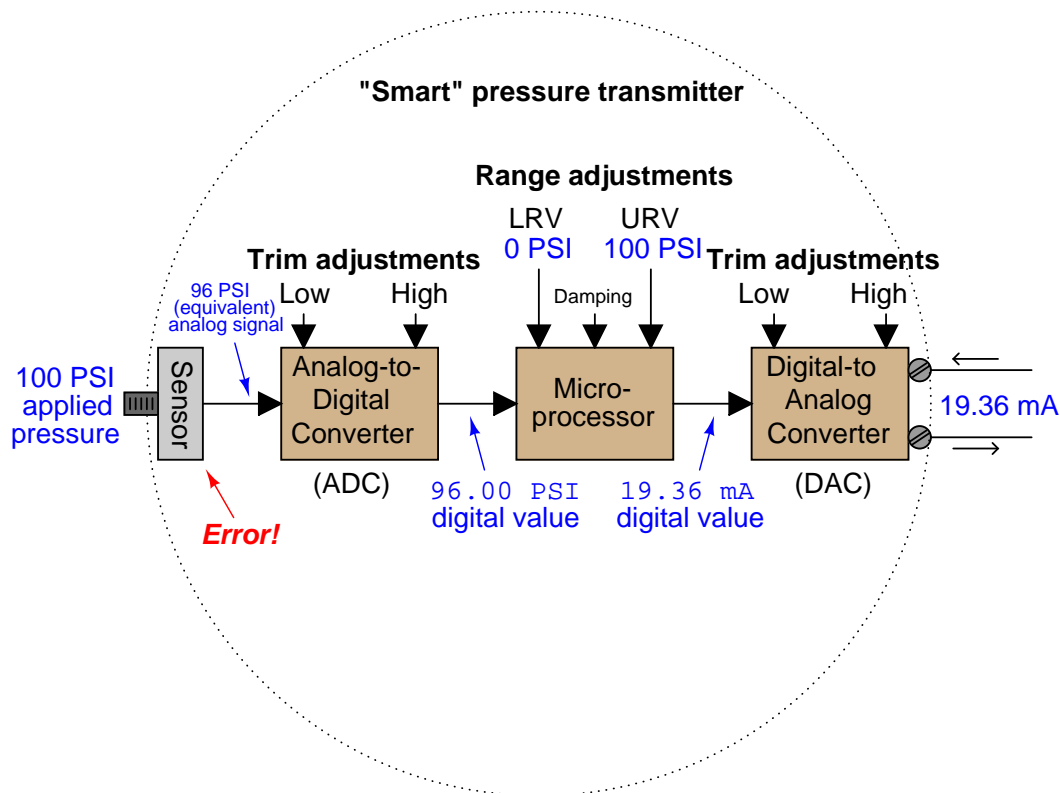 "Smart" pressure transmitter
Range adjustments
LRV
0 PSI
URV
100 PSI
Trim adjustments
Low
High
Damping
Trim adjustments
Low
High
96 PSI
(equivalent)
analog signal
100 PSI
applied
pressure
Sensor
Analog-to-
Digital
Converter
(ADC)
Micro-
processor
Digital-to
Analog
Converter
(DAC)
19.36 mA
96.00 PSI
digital value
19.36 mA
digital value
Error!